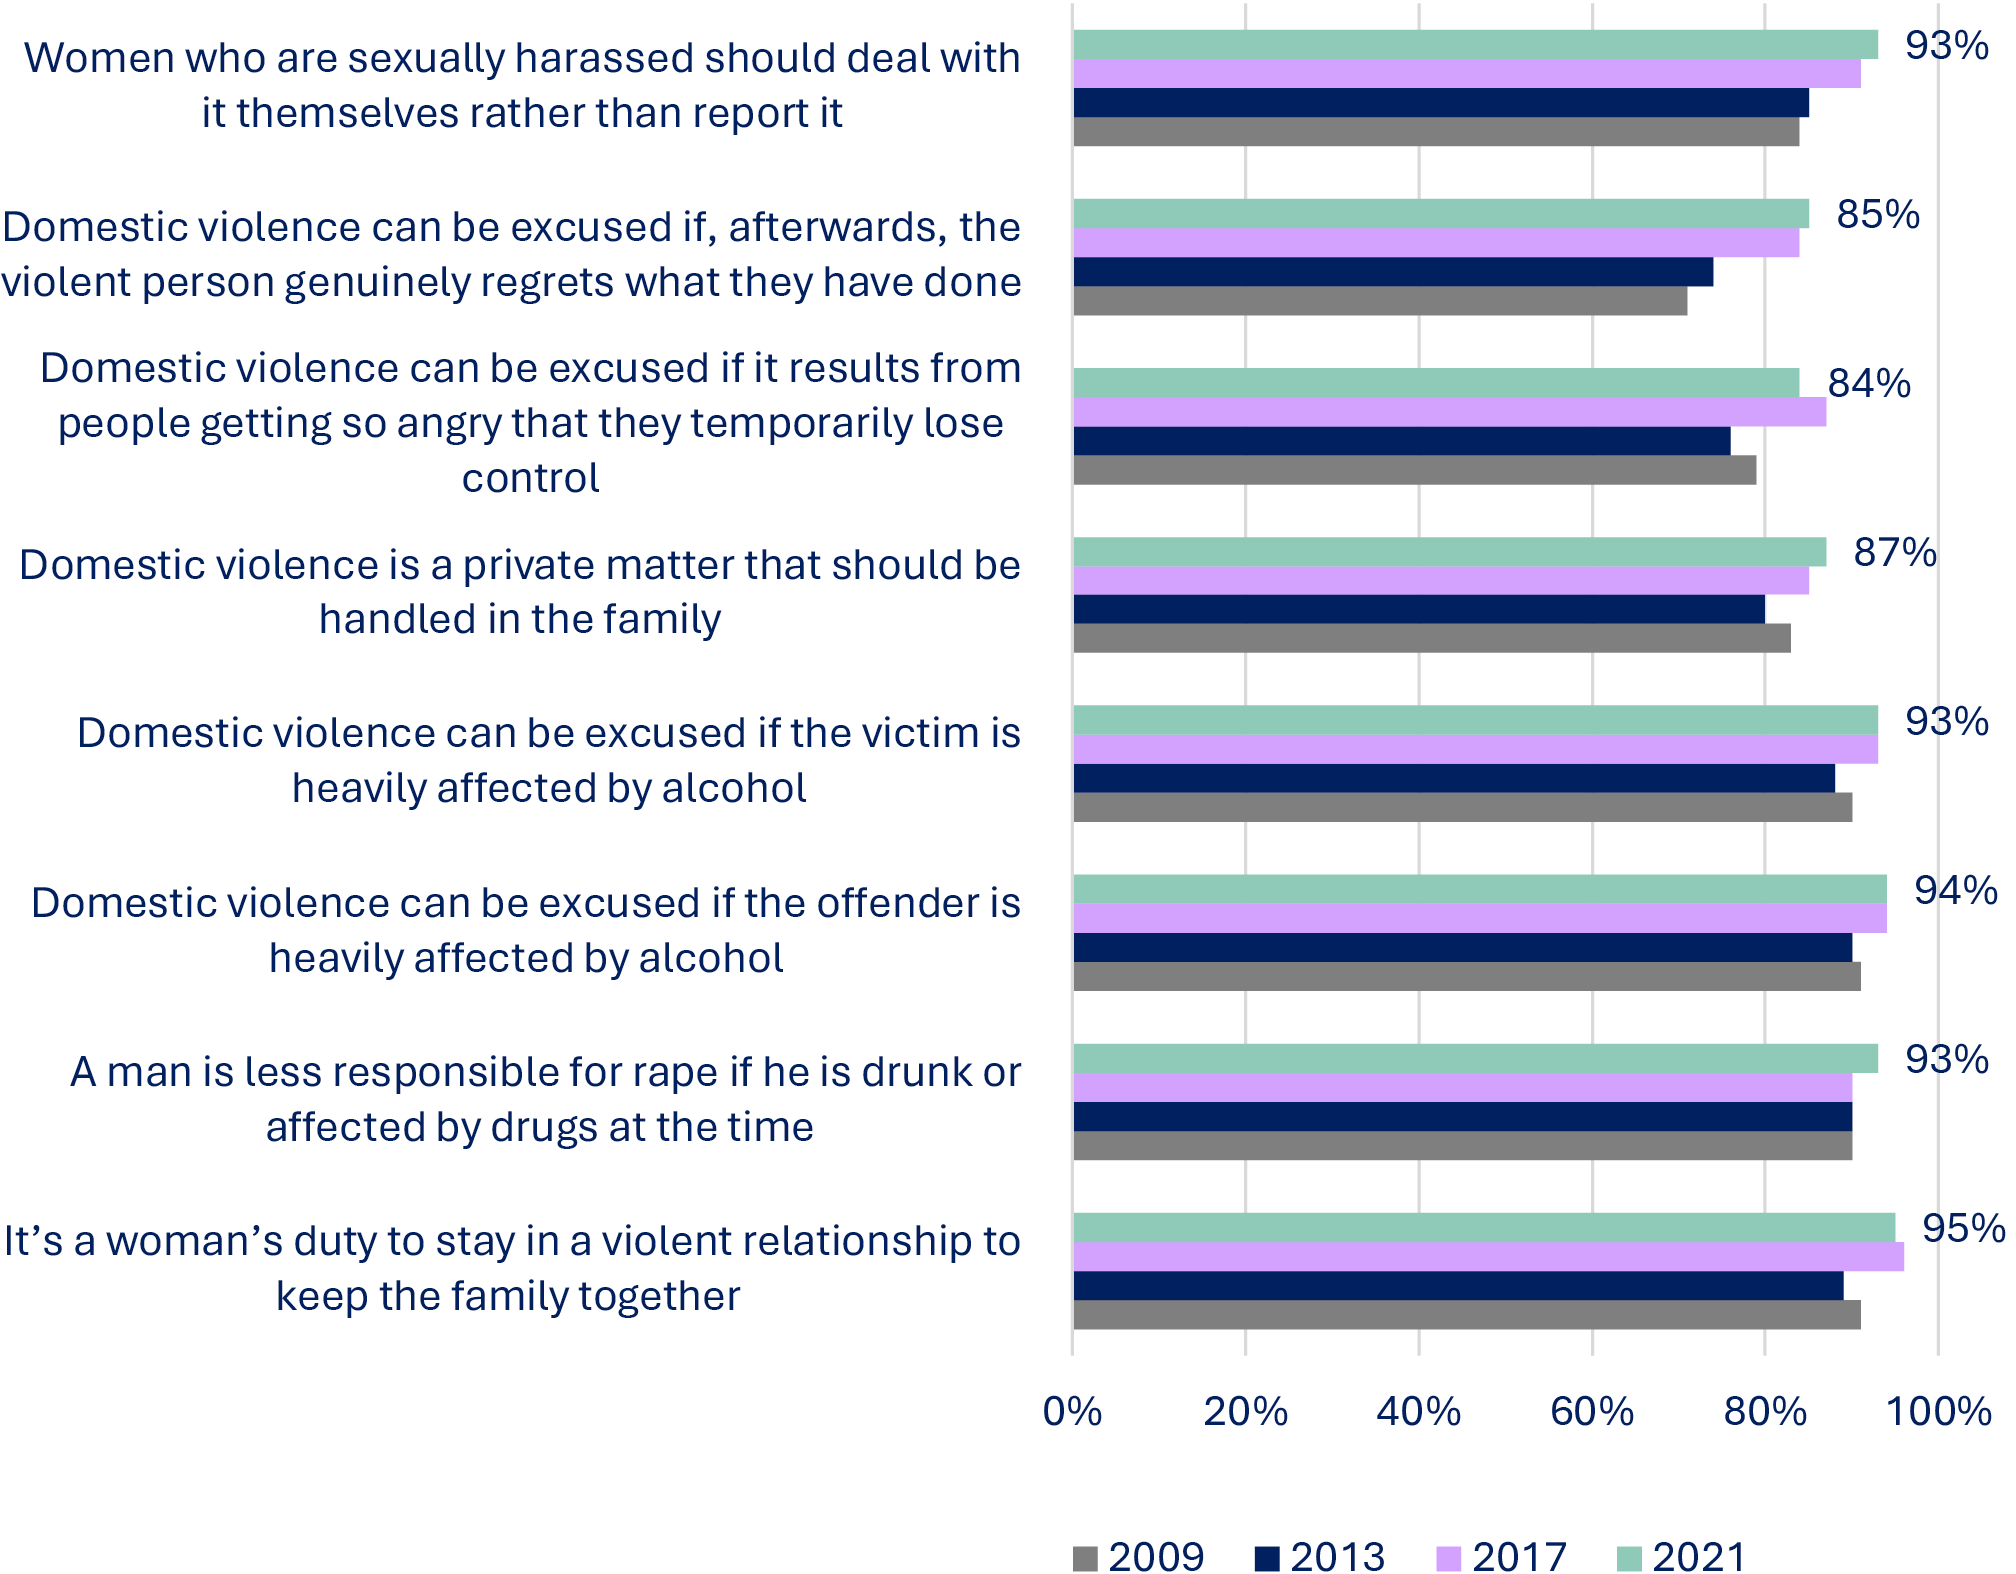 Women who are sexually harassed should deal with
it themselves rather than report it
93%
Domestic violence can be excused if, afterwards, the
violent person genuinely regrets what they have done
85%
Domestic violence can be excused if it results from
people getting so angry that they temporarily lose
control
84%
Domestic violence is a private matter that should be
handled in the family
87%
Domestic violence can be excused if the victim is
heavily affected by alcohol
93%
Domestic violence can be excused if the offender is
heavily affected by alcohol
94%
A man is less responsible for rape if he is drunk or
affected by drugs at the time
93%
It’s a woman’s duty to stay in a violent relationship to
keep the family together
95%
0% 20% 40% 60% 80% 100%
2009 2013 2017 2021